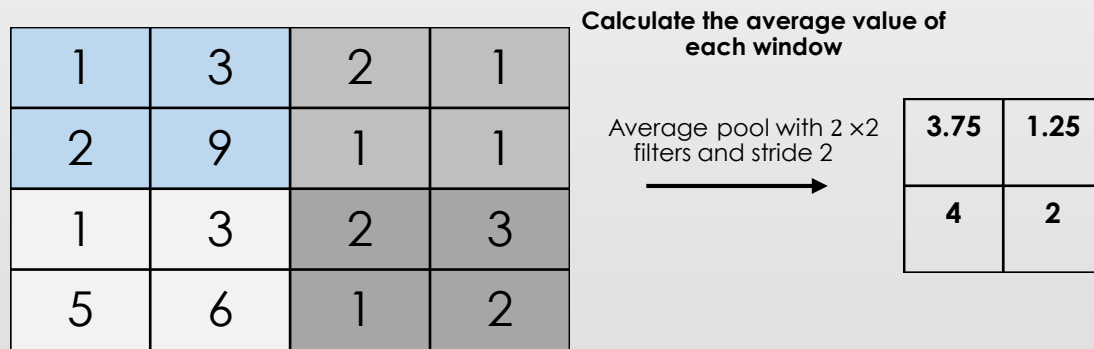 Calculate the average value of
each window
1 3 2 1
2 9 1 1
1 3 2 3
5 6 1 2
Average pool with 2 ×2
filters and stride 2
3.75 1.25
4 2